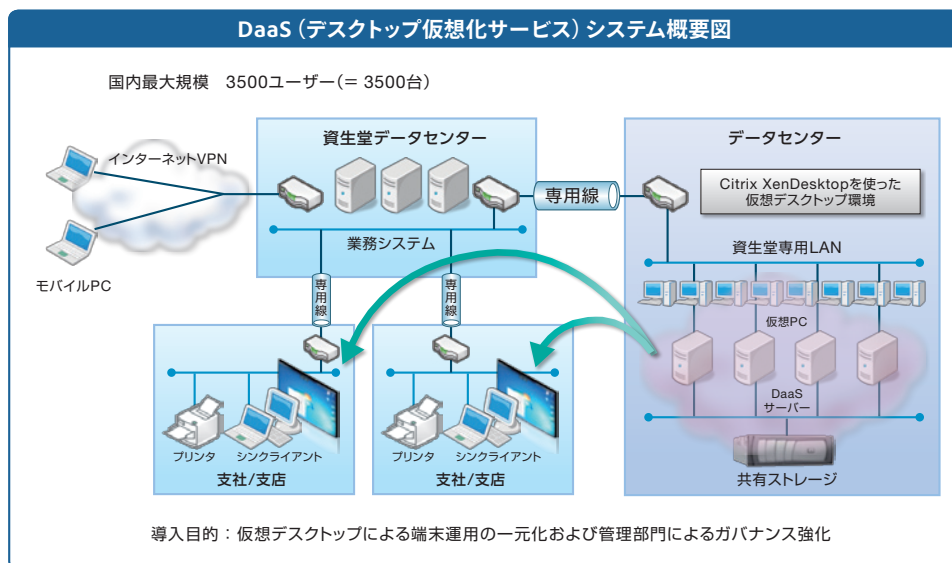 DaaS（デスクトップ仮想化サービス）システム概要図
国内最大規模　3500ユーザー(= 3500台)
資生堂データセンター
データセンター
インターネットVPN
専用線
Citrix XenDesktopを使った
仮想デスクトップ環境
業務システム
資生堂専用LAN
モバイルPC
専用線
専用線
仮想PC
DaaS
サーバー
プリンタ
シンクライアント
プリンタ
シンクライアント
支社/支店
支社/支店
共有ストレージ
導入目的：仮想デスクトップによる端末運用の一元化および管理部門によるガバナンス強化